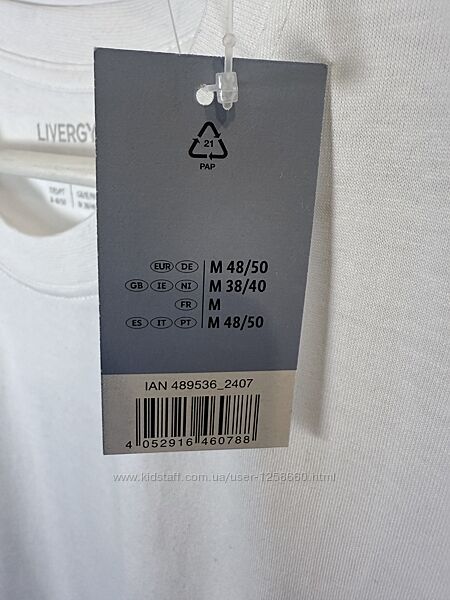 LIVERGY
21
PAP
EUR DE M 48/50
GB IE NI M 38/40
FR M
ES IT PT M 48/50
IAN 489536_2407
4 052916 460788
www.kidstaff.com.ua/user-1258660.html